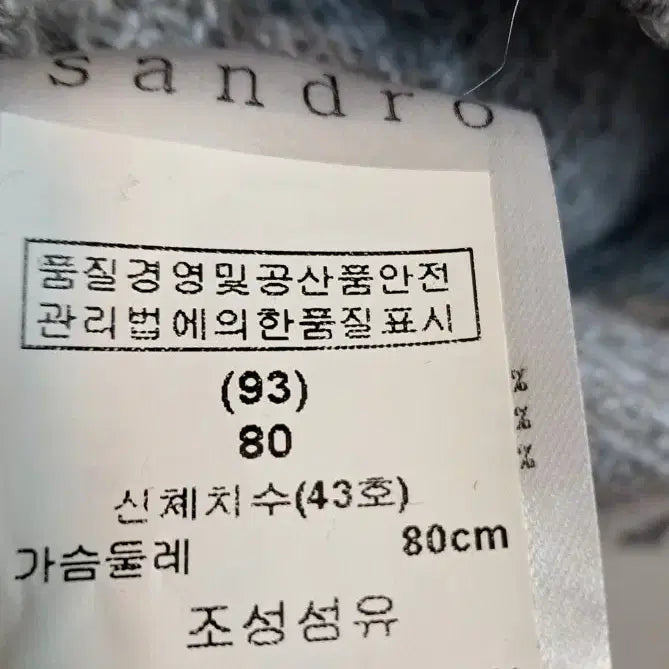 sandro
품질경영및공산품안전
관리법에의한품질표시
(93)
80
신체치수(43호)
가슴둘레 80cm
조성섬유
%
%
%